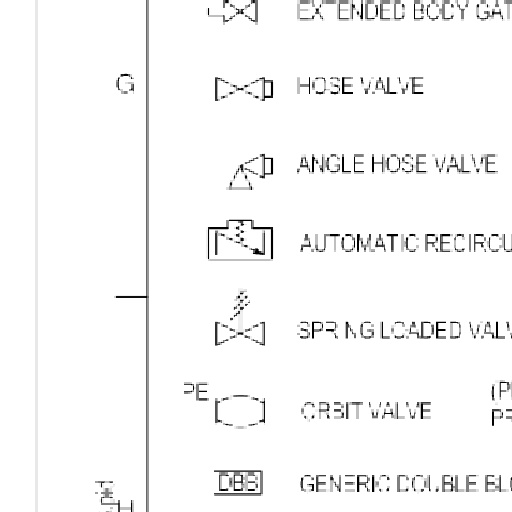 EXTENDED BODY GAT
G
HOSE VALVE
ANGLE HOSE VALVE
AUTOMATIC RECIRCU
SPRING LOADED VALV
PE
ORBIT VALVE
DBB
GENERIC DOUBLE BLO
H